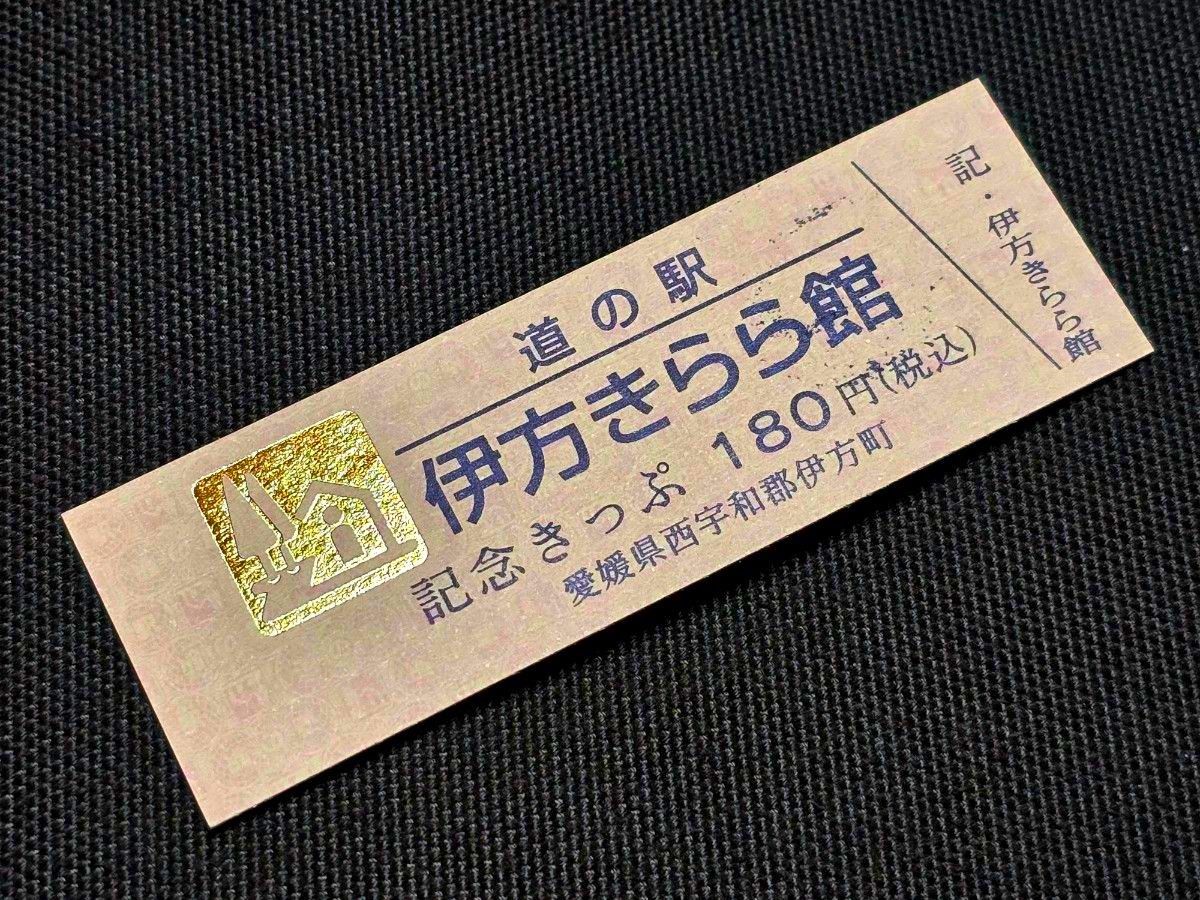 道の駅
伊方きらら館
記念きっぷ 180円(税込)
愛媛県西宇和郡伊方町
記・伊方きらら館